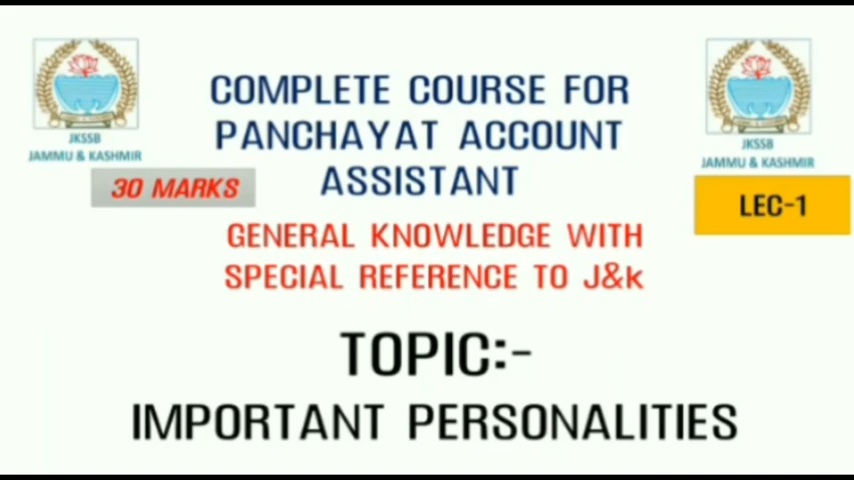 COMPLETE COURSE FOR
PANCHAYAT ACCOUNT
ASSISTANT
JKSSB
JAMMU & KASHMIR
JKSSB
JAMMU & KASHMIR
30 MARKS
LEC-1
GENERAL KNOWLEDGE WITH
SPECIAL REFERENCE TO J&k
TOPIC:-
IMPORTANT PERSONALITIES